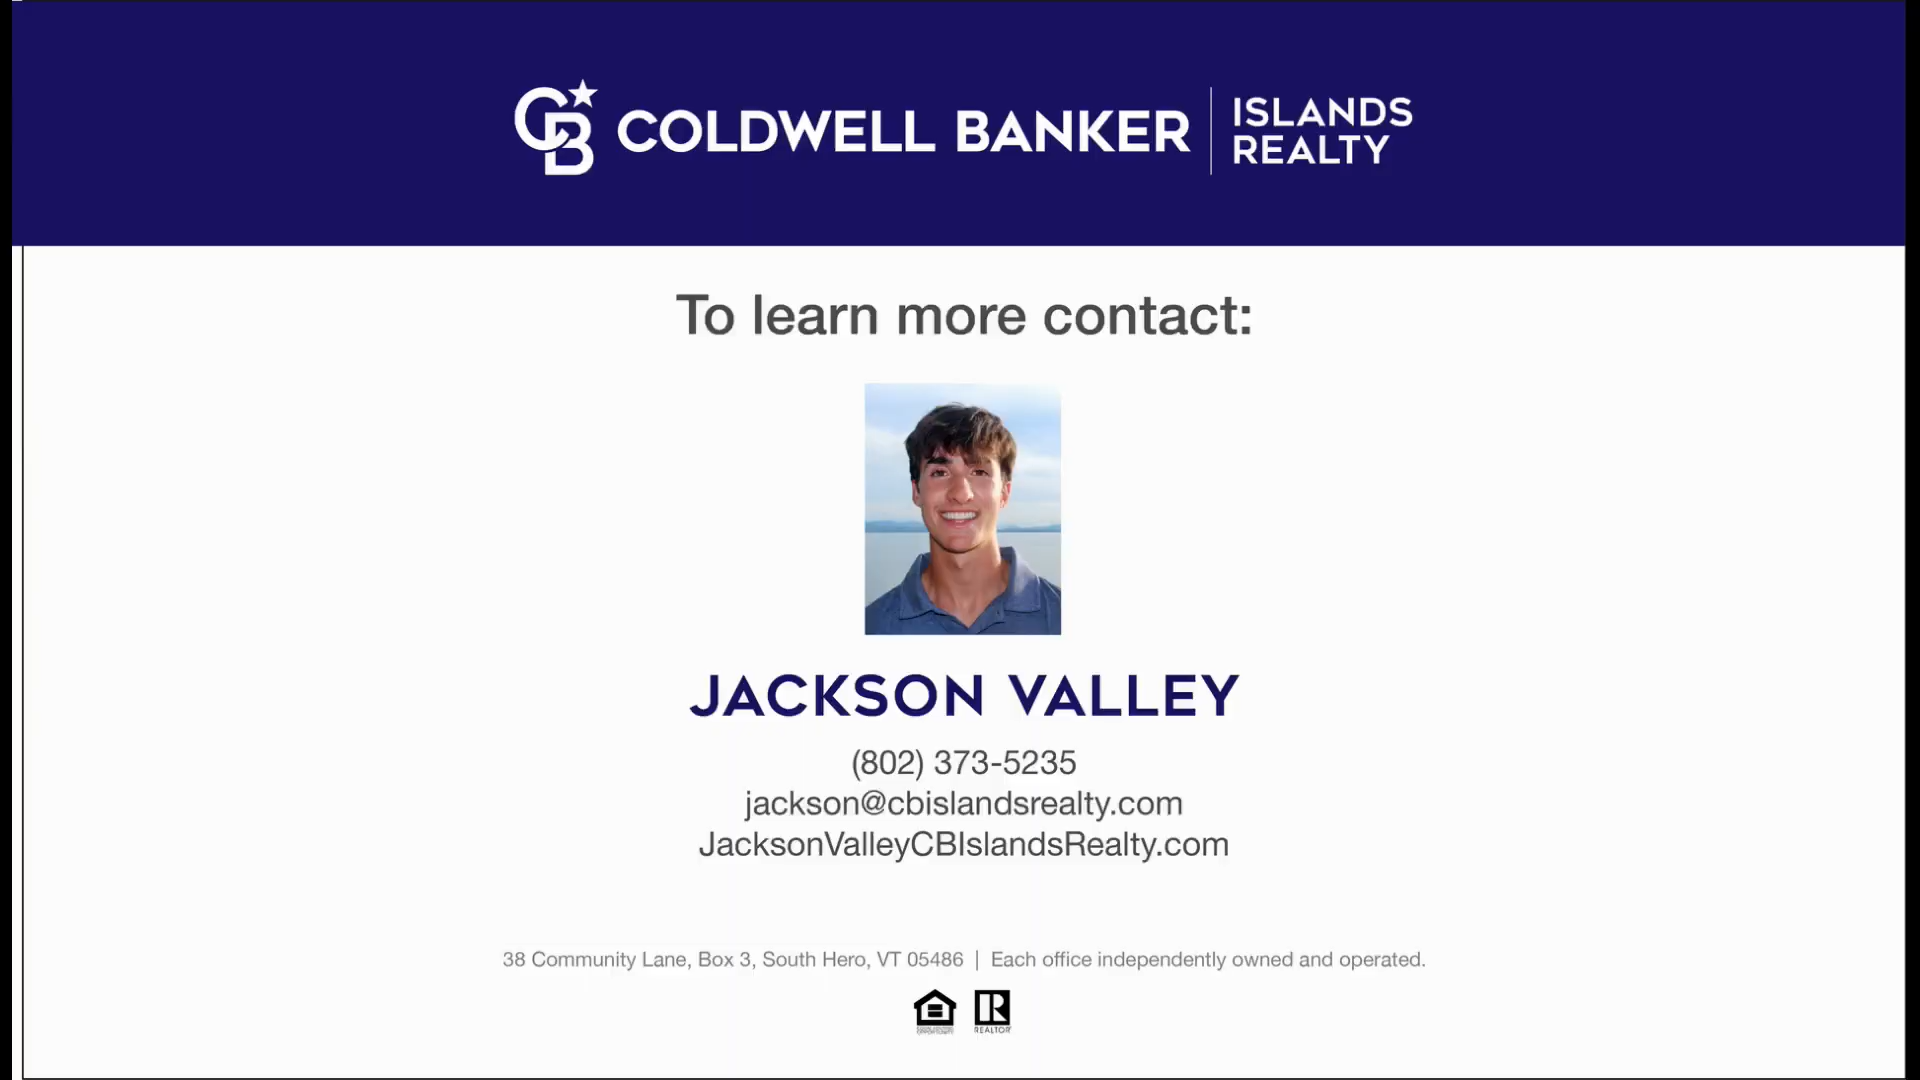 CB COLDWELL BANKER
ISLANDS
REALTY
To learn more contact:
JACKSON VALLEY
(802) 373-5235
jackson@cbislandsrealty.com
JacksonValleyCBIslandsRealty.com
38 Community Lane, Box 3, South Hero, VT 05486 | Each office independently owned and operated.
R
REALTOR